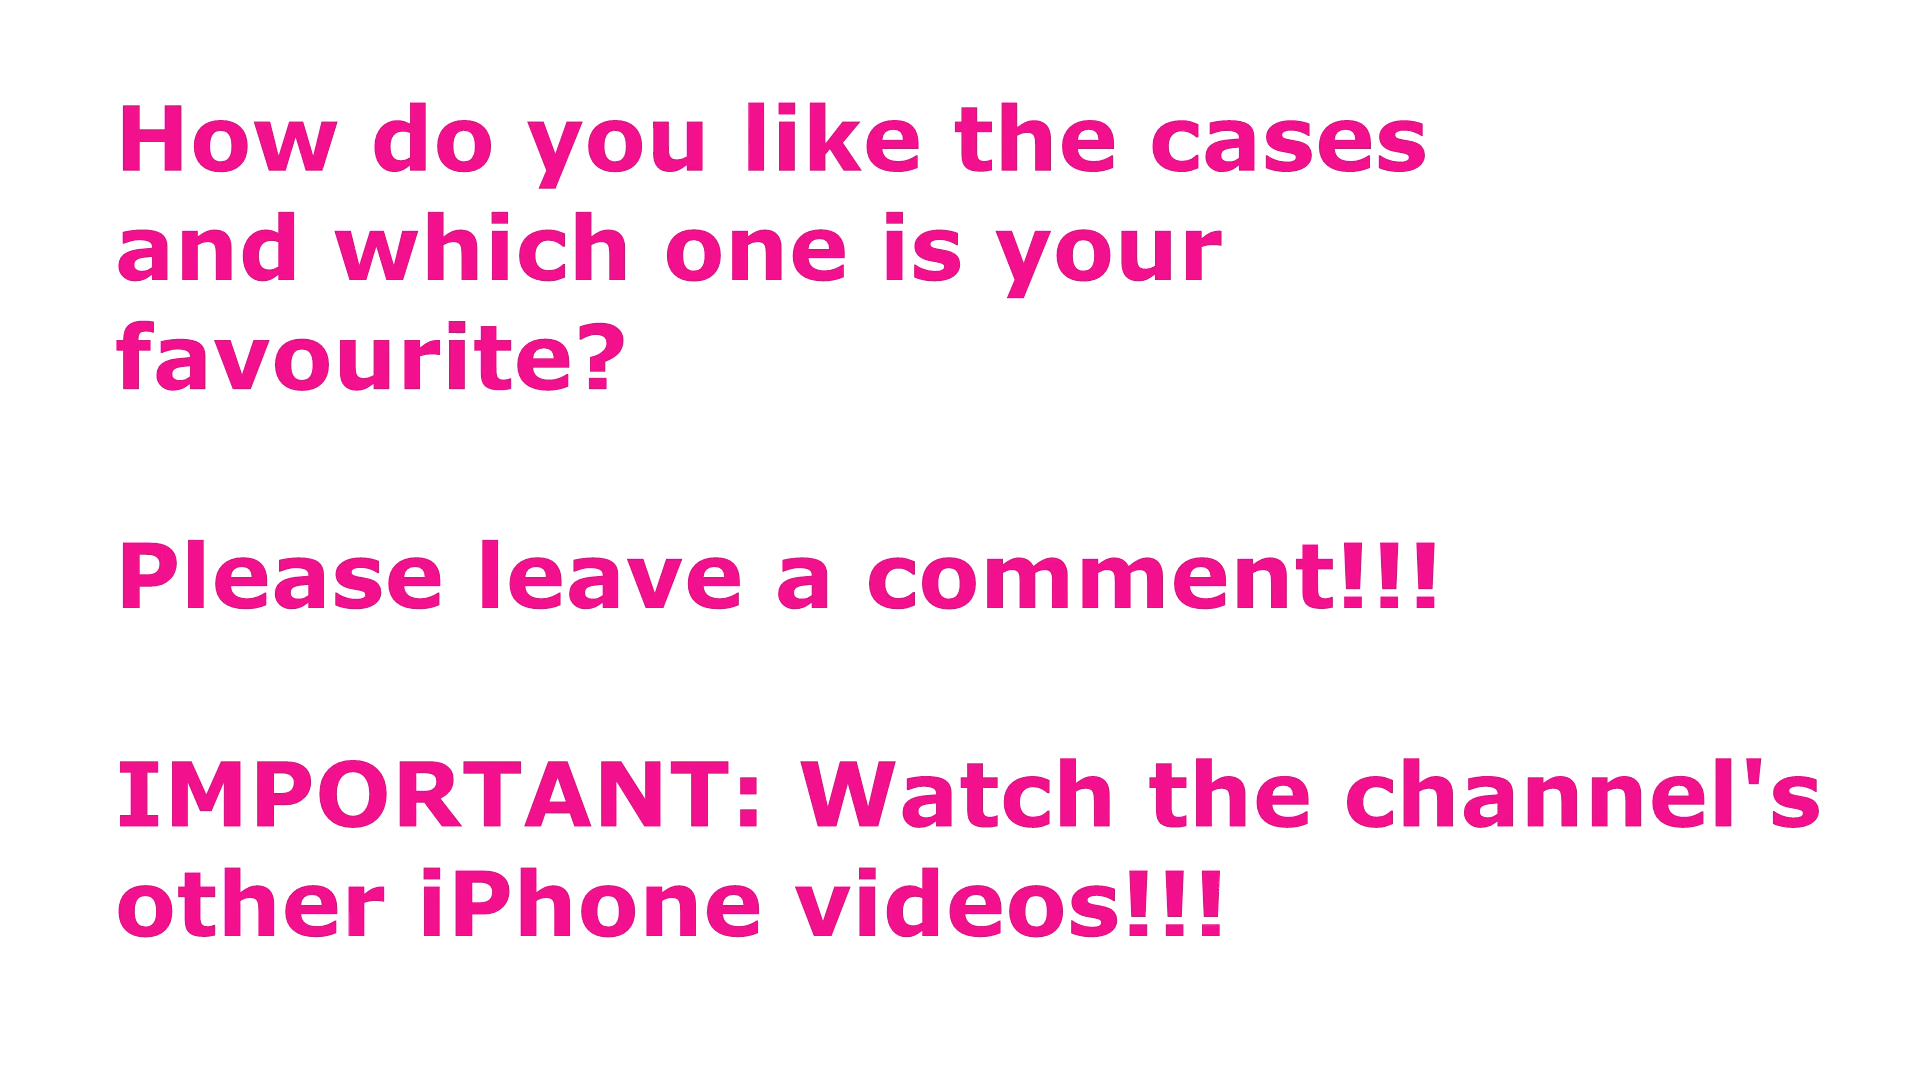 How do you like the cases
and which one is your
favourite?
Please leave a comment!!!
IMPORTANT: Watch the channel's
other iPhone videos!!!